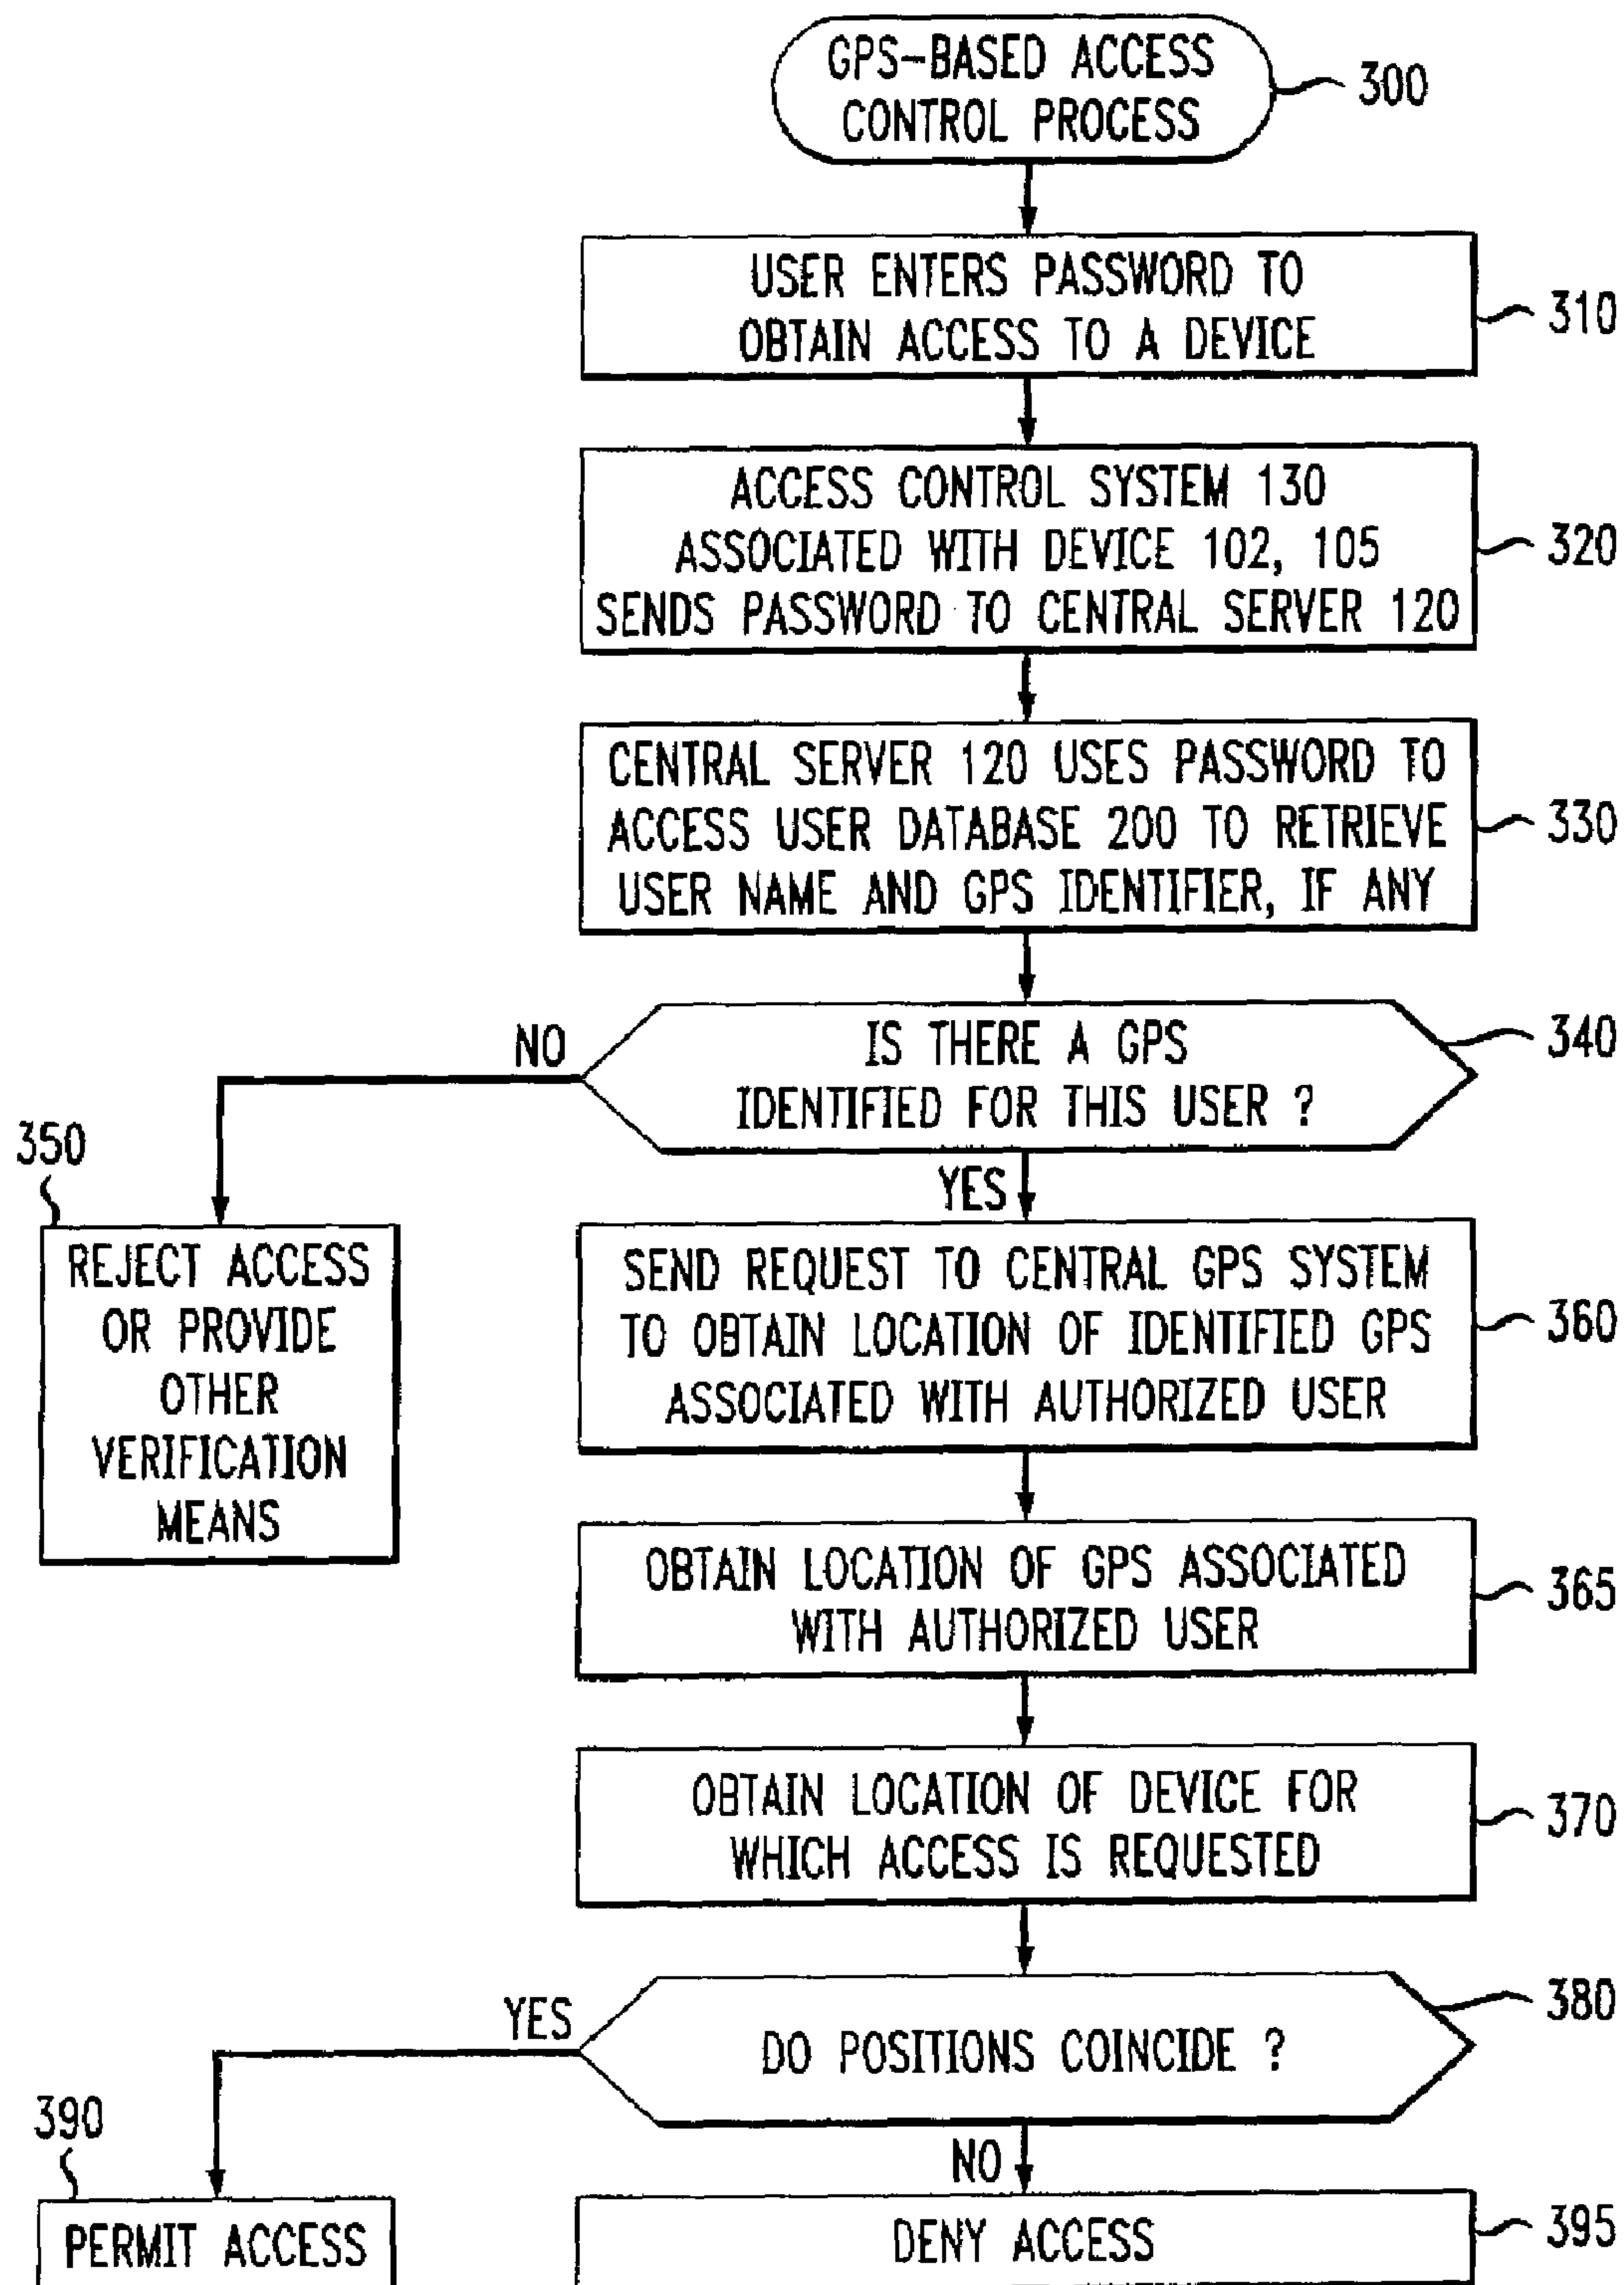 GPS-BASED ACCESS
CONTROL PROCESS
300
USER ENTERS PASSWORD TO
OBTAIN ACCESS TO A DEVICE
310
ACCESS CONTROL SYSTEM 130
ASSOCIATED WITH DEVICE 102, 105
SENDS PASSWORD TO CENTRAL SERVER 120
320
CENTRAL SERVER 120 USES PASSWORD TO
ACCESS USER DATABASE 200 TO RETRIEVE
USER NAME AND GPS IDENTIFIER, IF ANY
330
IS THERE A GPS
IDENTIFIED FOR THIS USER ?
340
NO
350
REJECT ACCESS
OR PROVIDE
OTHER
VERIFICATION
MEANS
YES
SEND REQUEST TO CENTRAL GPS SYSTEM
TO OBTAIN LOCATION OF IDENTIFIED GPS
ASSOCIATED WITH AUTHORIZED USER
360
OBTAIN LOCATION OF GPS ASSOCIATED
WITH AUTHORIZED USER
365
OBTAIN LOCATION OF DEVICE FOR
WHICH ACCESS IS REQUESTED
370
DO POSITIONS COINCIDE ?
380
YES
390
PERMIT ACCESS
NO
DENY ACCESS
395